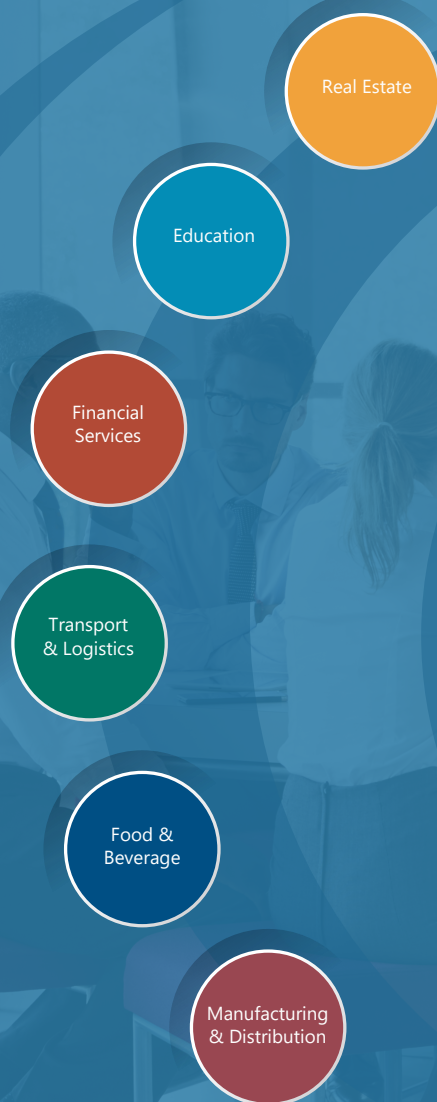 Real Estate
Education
Financial
Services
Transport
& Logistics
Food &
Beverage
Manufacturing
& Distribution